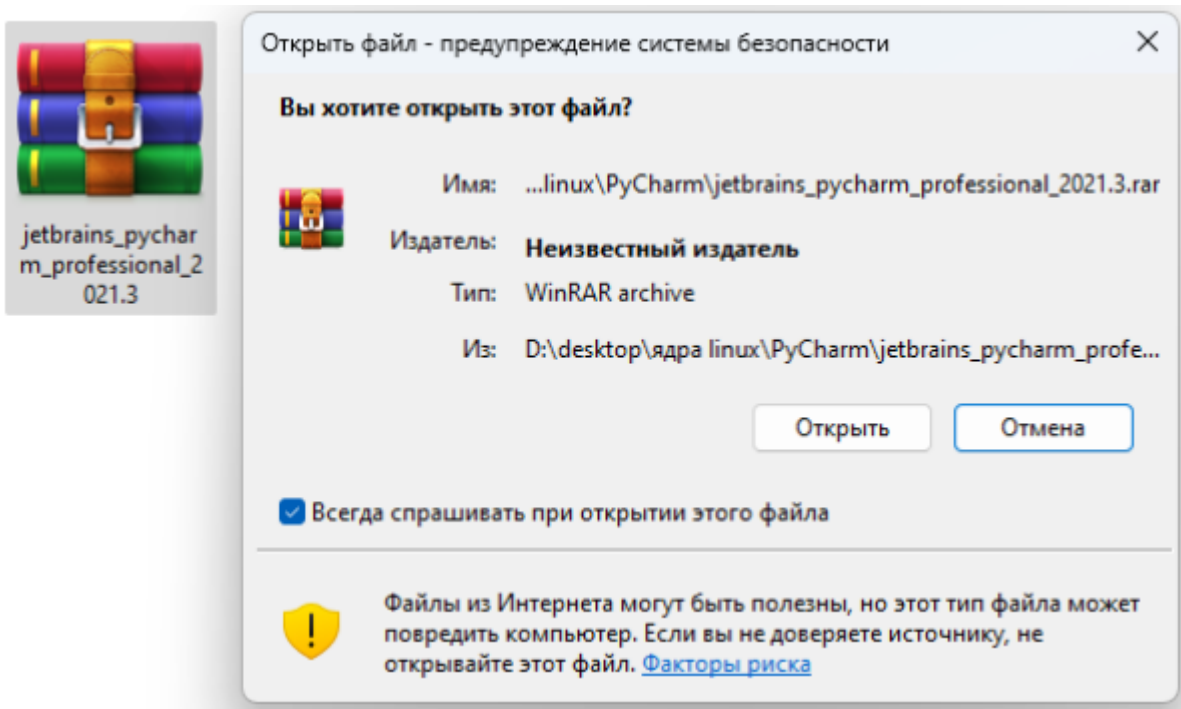 jetbrains_pychar
m_professional_2
021.3
Открыть файл - предупреждение системы безопасности
Вы хотите открыть этот файл?
Имя: ...linux\PyCharm\jetbrains_pycharm_professional_2021.3.rar
Издатель: Неизвестный издатель
Тип: WinRAR archive
Из: D:\desktop\ядра linux\PyCharm\jetbrains_pycharm_profe...
Открыть Отмена
Всегда спрашивать при открытии этого файла
Файлы из Интернета могут быть полезны, но этот тип файла может
повредить компьютер. Если вы не доверяете источнику, не
открывайте этот файл. Факторы риска